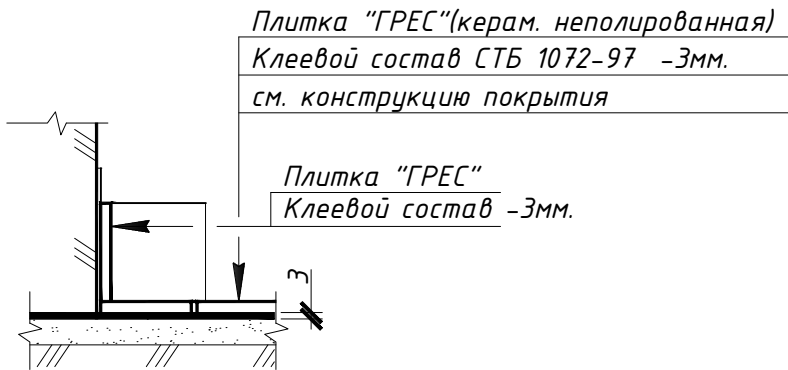 Плитка "ГРЕС"(керам. неполированная)
Клеевой состав СТБ 1072-97 -3мм.
см. конструкцию покрытия
Плитка "ГРЕС"
Клеевой состав -3мм.
3